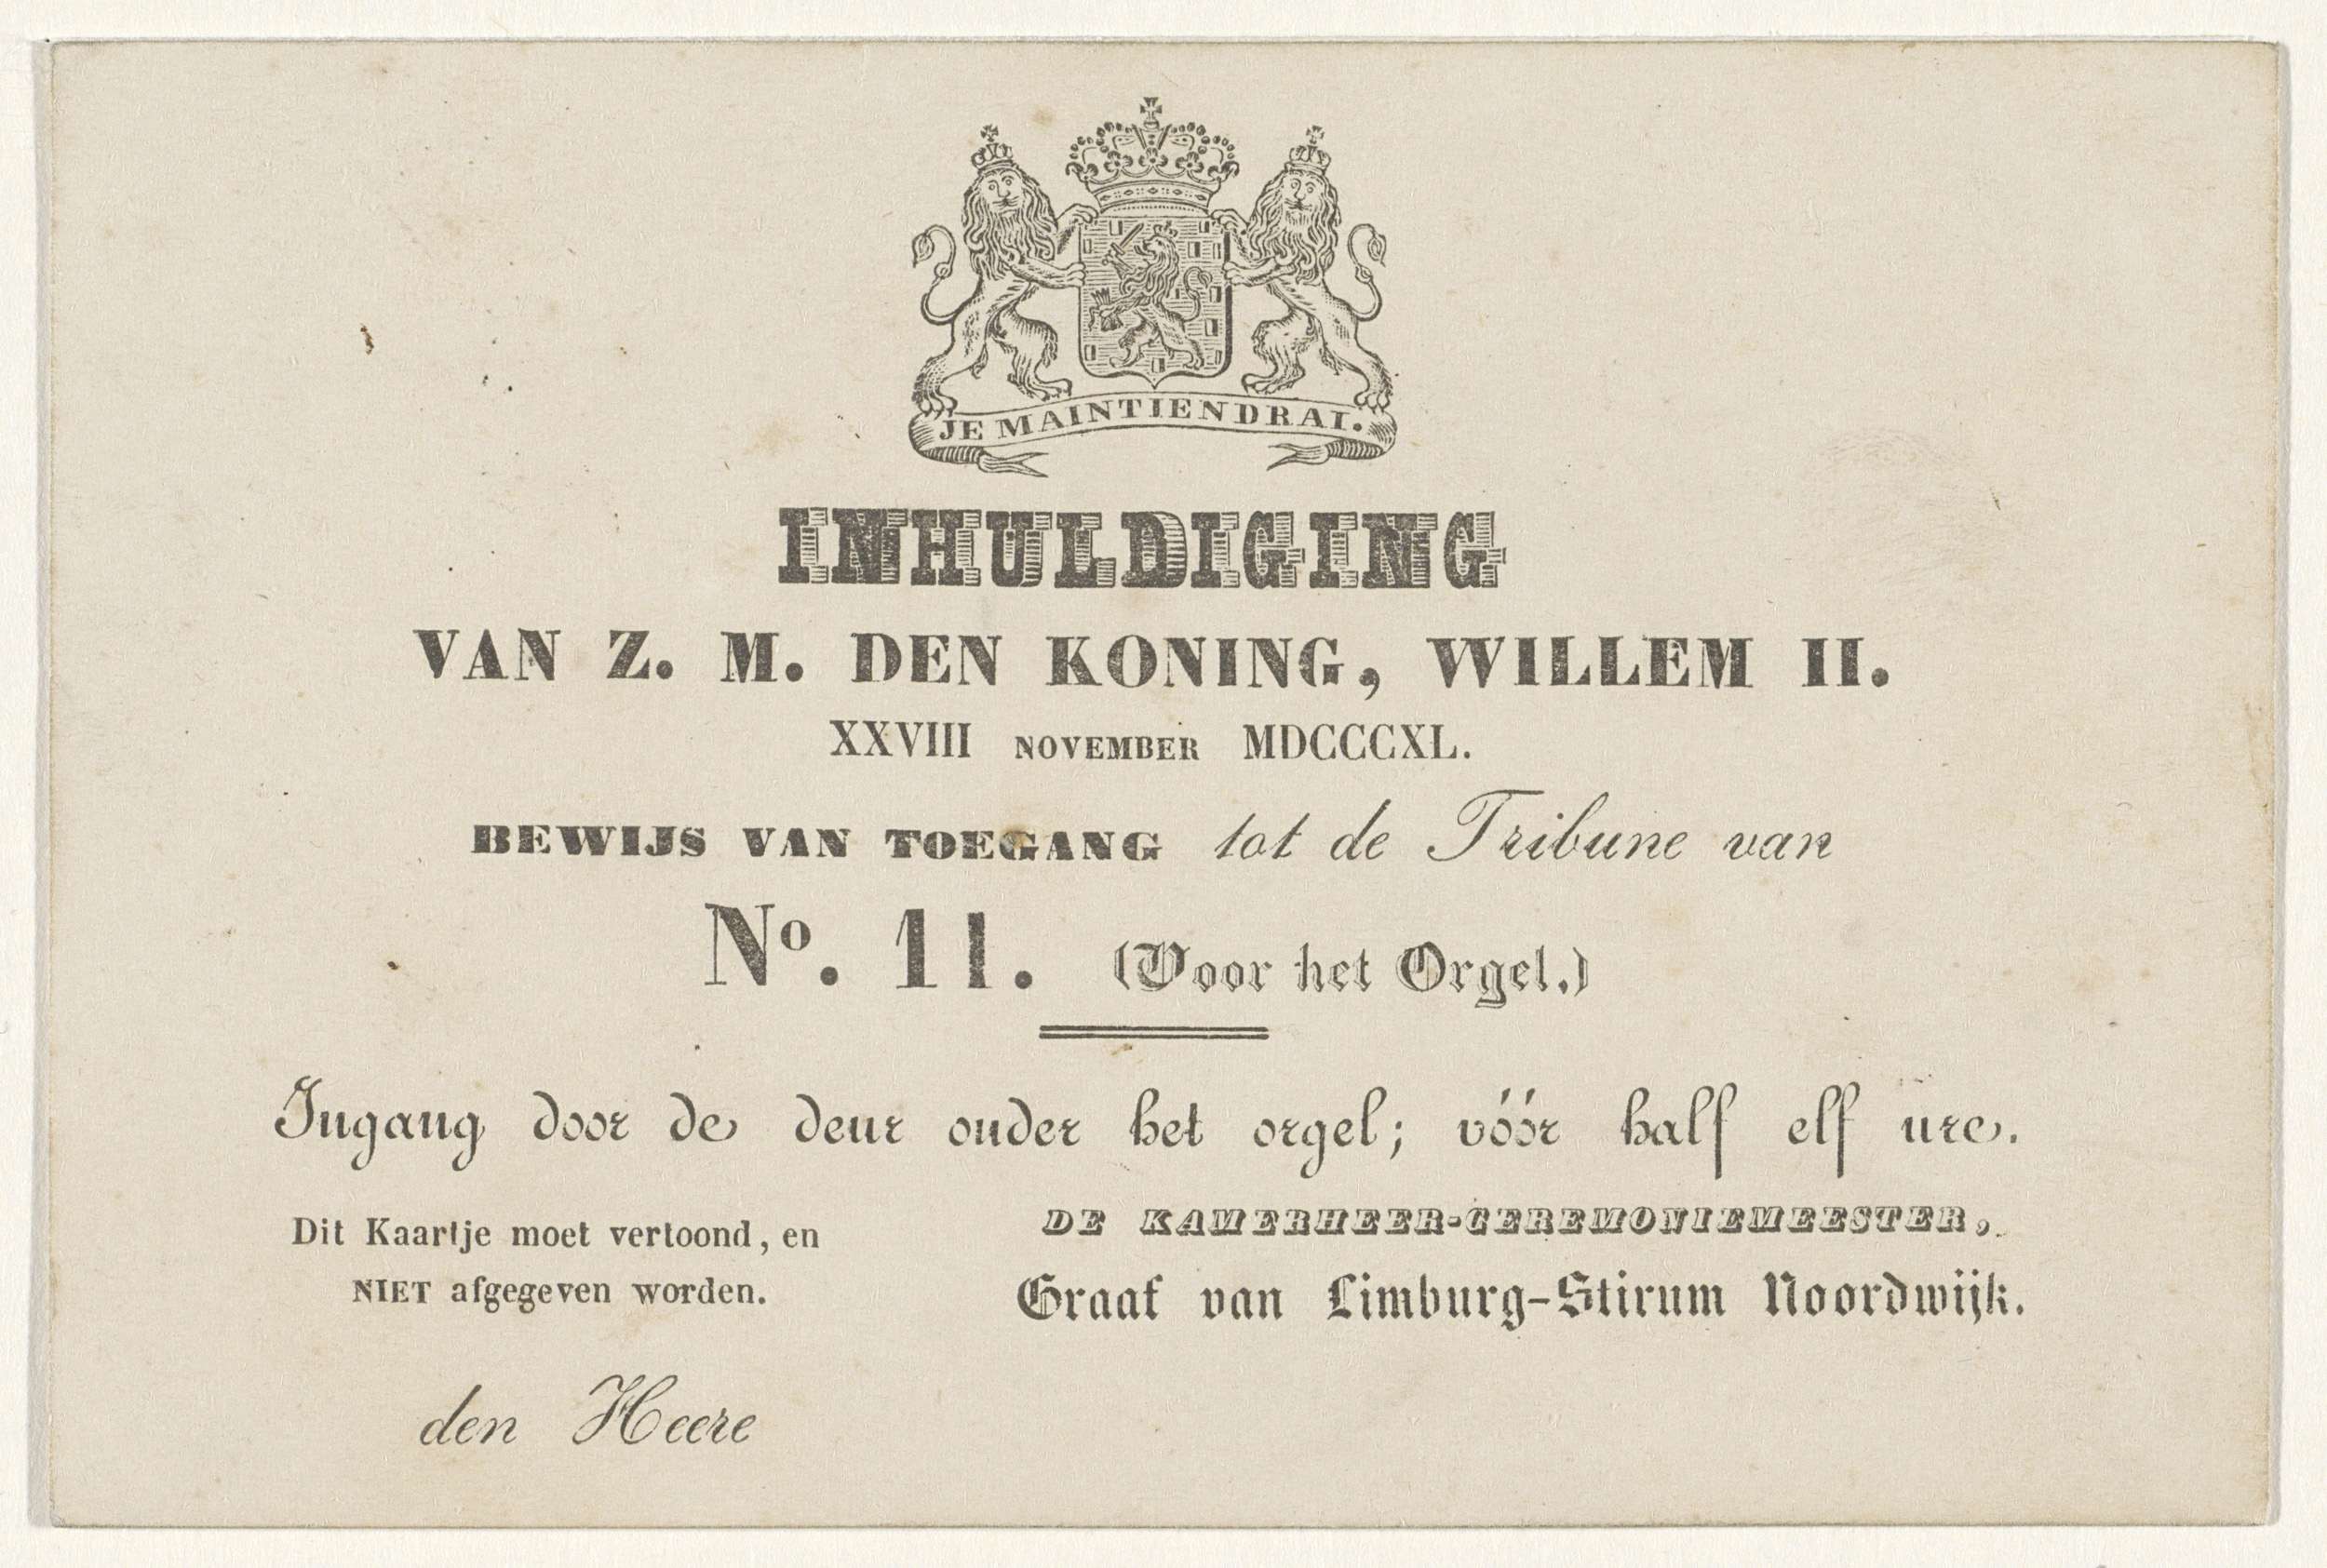 JE MAINTIENDRAI.
INHULDIGING
VAN Z. M. DEN KONING, WILLEM II.
XXVIII NOVEMBER MDCCCXL.
BEWIJS VAN TOEGANG tot de Tribune van
No. 11. (Voor het Orgel.)
Ingang door de deur onder het orgel; vóór half elf ure.
Dit Kaartje moet vertoond, en
NIET afgegeven worden.
DE KAMERHEER-CEREMONIEMEESTER,
Graaf van Limburg-Stirum Noordwijk.
den Heere